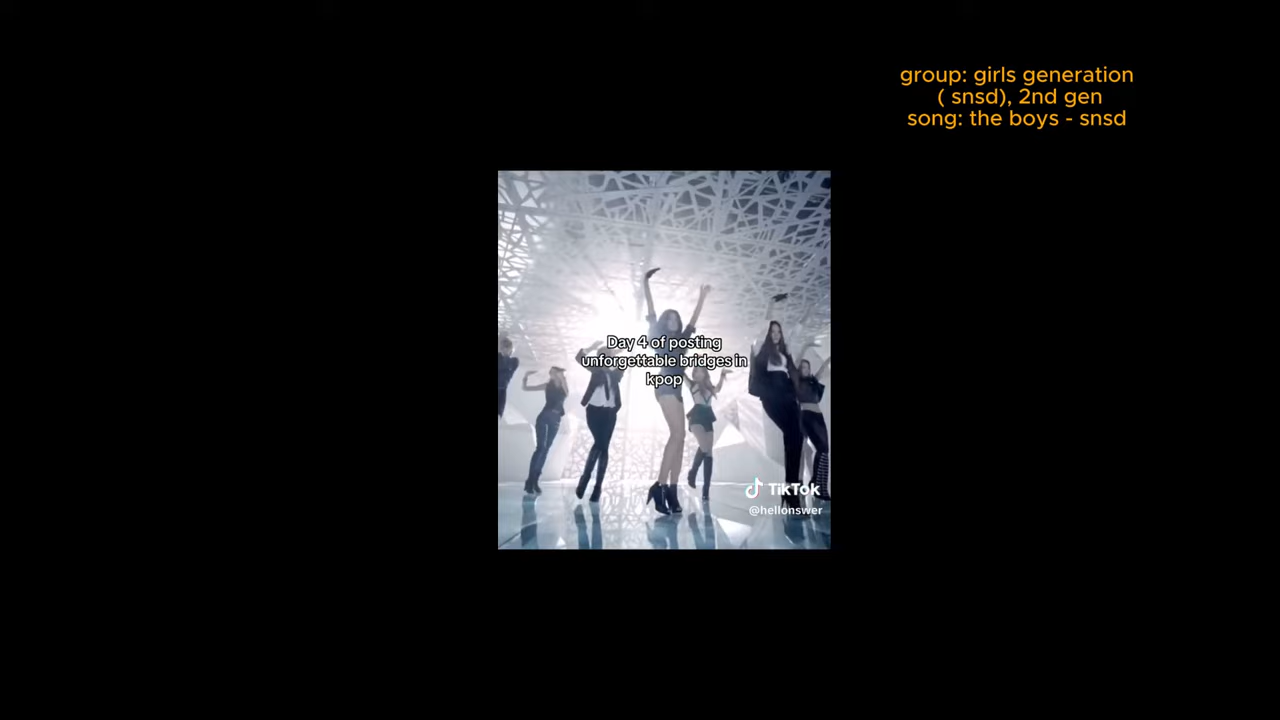 group: girls generation
( snsd), 2nd gen
song: the boys - snsd
Day 4 of posting
unforgettable bridges in
kpop
TikTok
@hellonswer